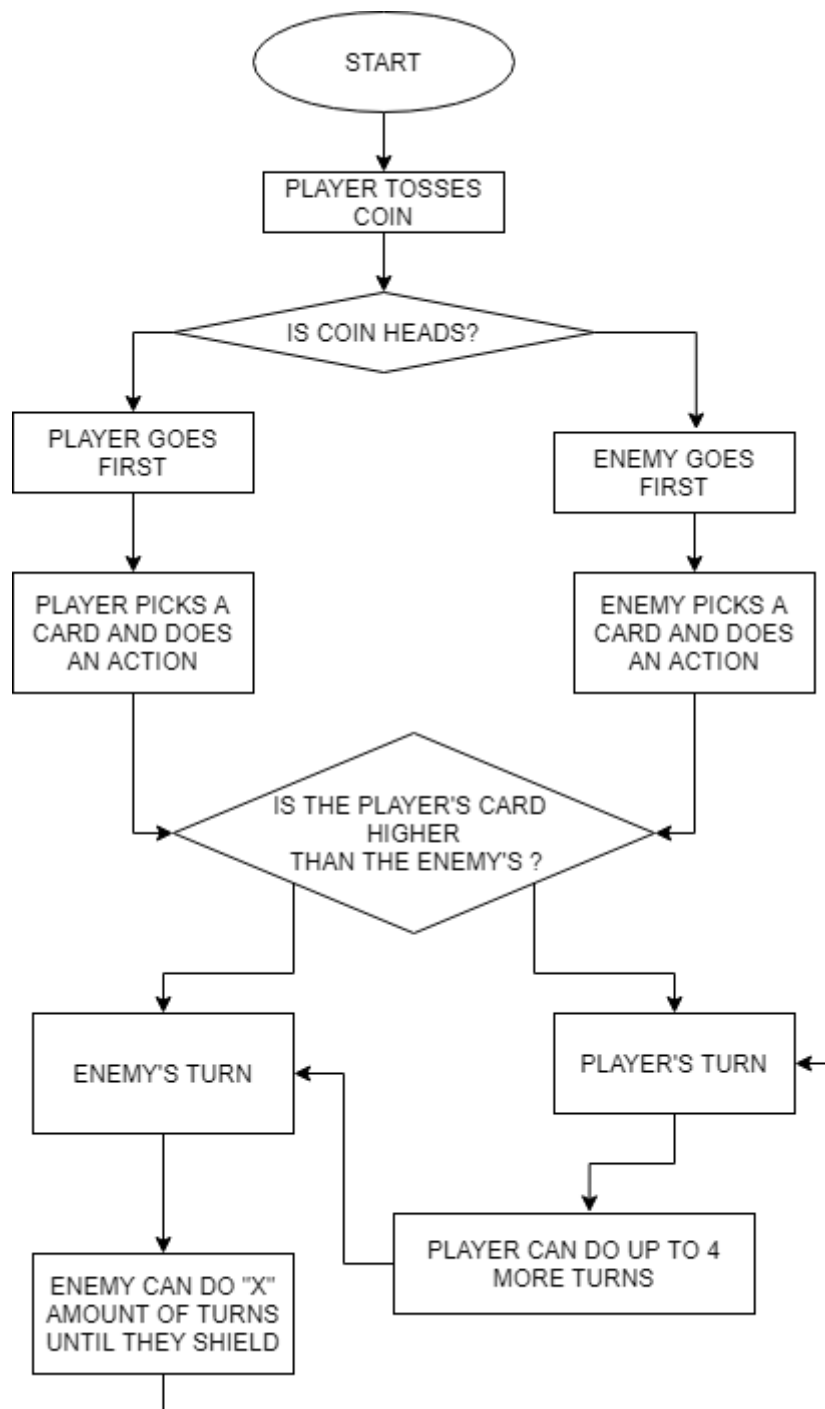 START
PLAYER TOSSES
COIN
IS COIN HEADS?
PLAYER GOES
FIRST
ENEMY GOES
FIRST
PLAYER PICKS A
CARD AND DOES
AN ACTION
ENEMY PICKS A
CARD AND DOES
AN ACTION
IS THE PLAYER'S CARD
HIGHER
THAN THE ENEMY'S ?
ENEMY'S TURN
PLAYER'S TURN
PLAYER CAN DO UP TO 4
MORE TURNS
ENEMY CAN DO "X"
AMOUNT OF TURNS
UNTIL THEY SHIELD